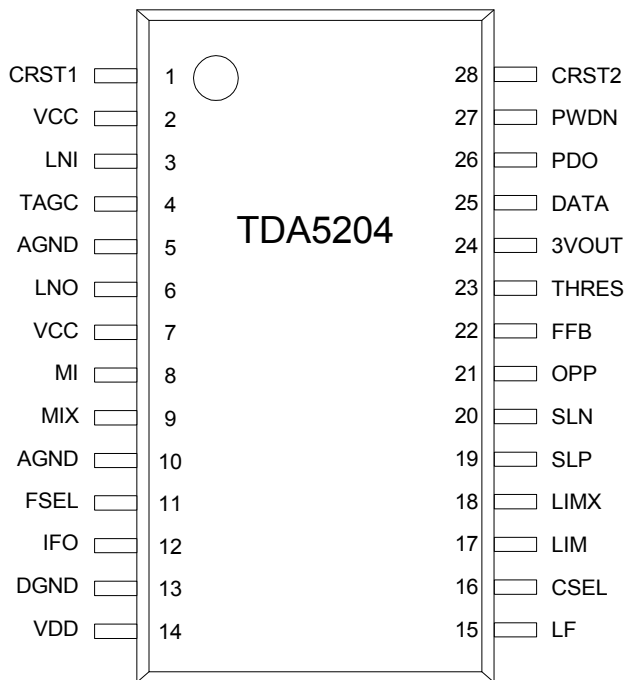 CRST1 1 28 CRST2
VCC 2 27 PWDN
LNI 3 26 PDO
TAGC 4 25 DATA
TDA5204
AGND 5 24 3VOUT
LNO 6 23 THRES
VCC 7 22 FFB
MI 8 21 OPP
MIX 9 20 SLN
AGND 10 19 SLP
FSEL 11 18 LIMX
IFO 12 17 LIM
DGND 13 16 CSEL
VDD 14 15 LF